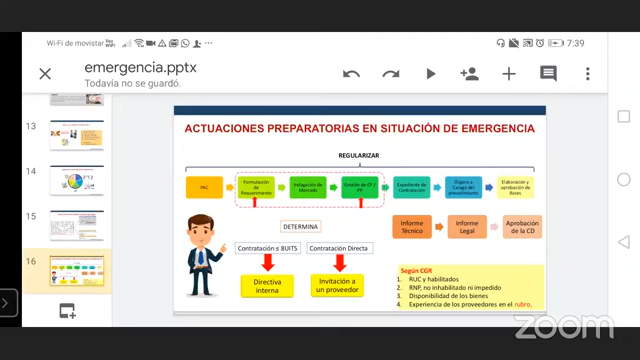 Wi-Fi de movistar
7:39
emergencia.pptx
Todavía no se guardó.
13
14
15
16
ACTUACIONES PREPARATORIAS EN SITUACIÓN DE EMERGENCIA
REGULARIZAR
PAC
Formulación de Requerimiento
Indagación de Mercado
Gestión de CP / PP
Expediente de Contratación
Órgano a Cargo del procedimiento
Elaboración y aprobación de Bases
DETERMINA
Informe Técnico
Informe Legal
Aprobación de la CD
Contratación ≤ 8UITS
Contratación Directa
Directiva interna
Invitación a un proveedor
Según CGR
1. RUC y habilitados
2. RNP, no inhabilitado ni impedido
3. Disponibilidad de los bienes
4. Experiencia de los proveedores en el rubro.
zoom